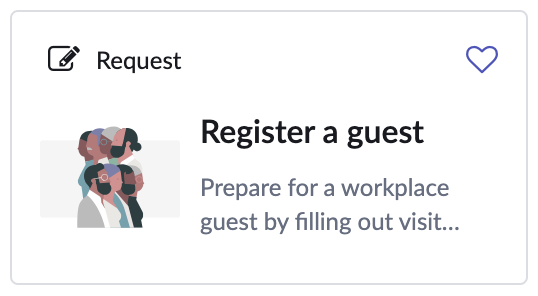 Request
Register a guest
Prepare for a workplace
guest by filling out visit...